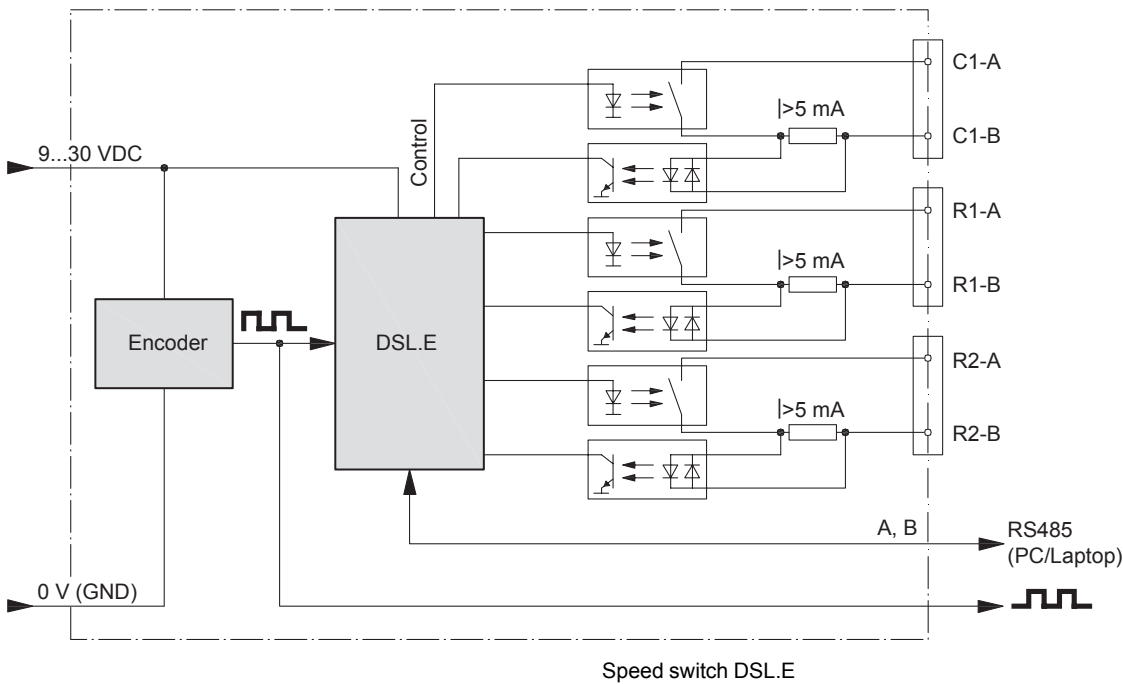 C1-A
I>5 mA
C1-B
Control
9...30 VDC
R1-A
I>5 mA
R1-B
Encoder
DSL.E
R2-A
I>5 mA
R2-B
A, B
RS485
(PC/Laptop)
0 V (GND)
Speed switch DSL.E